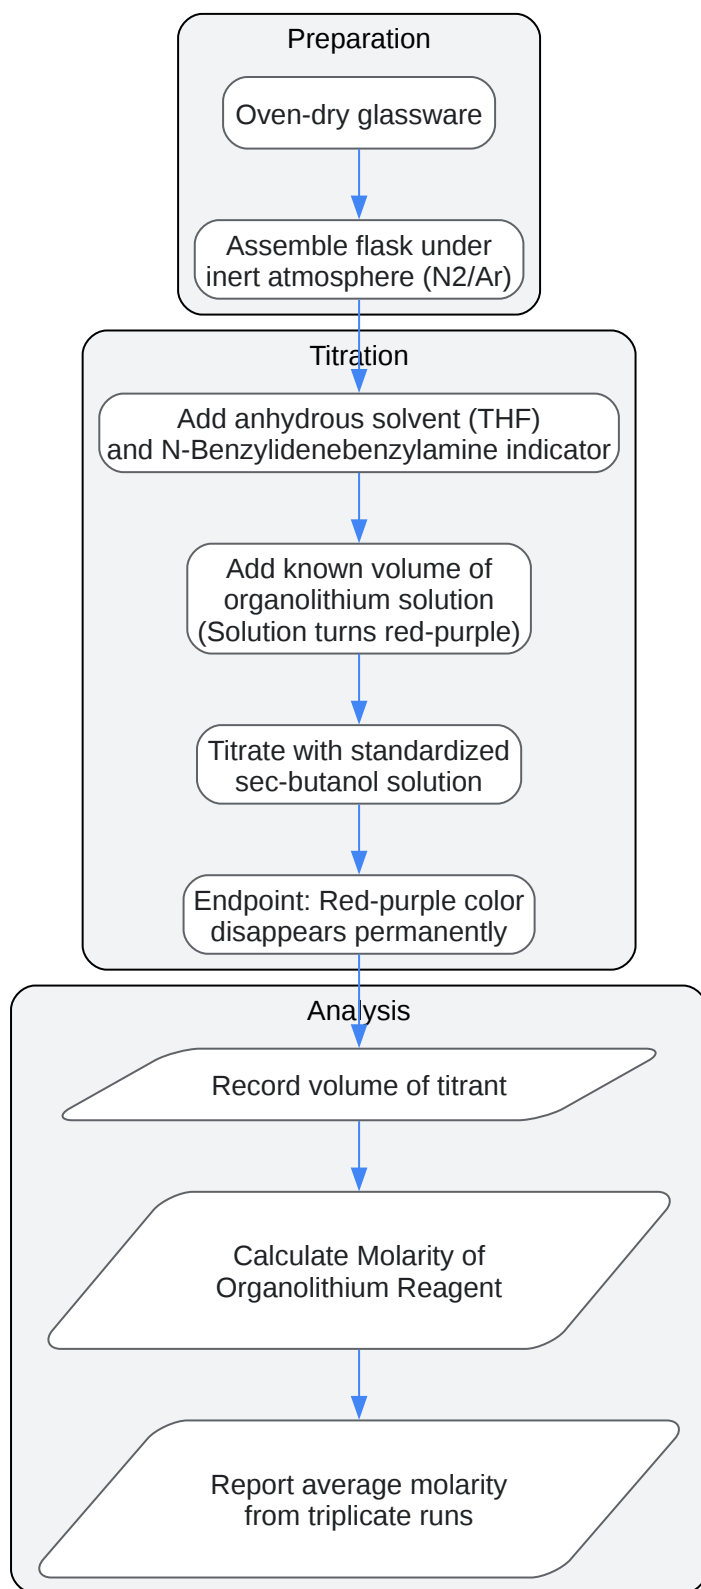 Preparation
Oven-dry glassware
Assemble flask under
inert atmosphere (N2/Ar)
Titration
Add anhydrous solvent (THF)
and N-Benzylidenebenzylamine indicator
Add known volume of
organolithium solution
(Solution turns red-purple)
Titrate with standardized
sec-butanol solution
Endpoint: Red-purple color
disappears permanently
Analysis
Record volume of titrant
Calculate Molarity of
Organolithium Reagent
Report average molarity
from triplicate runs